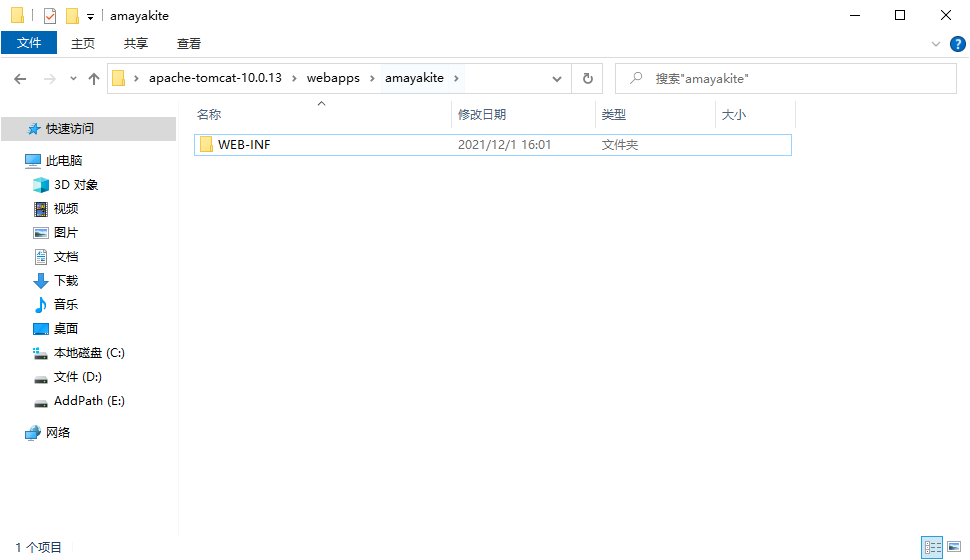 amayakite
文件 主页 共享 查看
apache-tomcat-10.0.13 webapps amayakite 搜索"amayakite"
名称 修改日期 类型 大小
WEB-INF 2021/12/1 16:01 文件夹
快速访问
此电脑
3D 对象
视频
图片
文档
下载
音乐
桌面
本地磁盘 (C:)
文件 (D:)
AddPath (E:)
网络
1 个项目